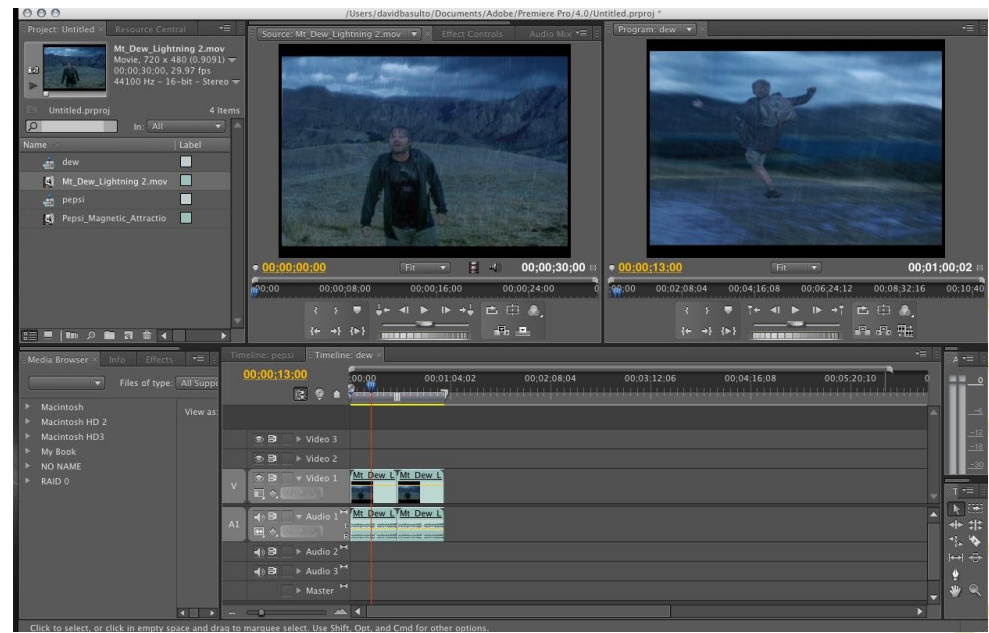 /Users/davidbasulto/Documents/Adobe/Premiere Pro/4.0/Untitled.prproj *
Project: Untitled × Resource Central
Mt_Dew_Lightning 2.mov
Movie, 720 x 480 (0.9091)
00;00;30;00, 29.97 fps
44100 Hz - 16-bit - Stereo
Untitled.prproj 4 Items
In: All
Name Label
dew
Mt_Dew_Lightning 2.mov
pepsi
Pepsi_Magnetic_Attractio
Source: Mt_Dew_Lightning 2.mov × Effect Controls Audio Mix
00;00;00;00 Fit 00;00;30;00
00;00 00;00;08;00 00;00;16;00 00;00;24;00 0
Program: dew ×
00;00;13;00 Fit 00;01;00;02
00;00 00;02;08;04 00;04;16;08 00;06;24;12 00;08;32;16 00;10;40
Media Browser × Info Effects
Files of type: All Suppo
View as:
Macintosh
Macintosh HD 2
Macintosh HD3
My Book
NO NAME
RAID 0
Timeline: pepsi Timeline: dew ×
00;00;13;00 ;00;00 00;01;04;02 00;02;08;04 00;03;12;06 00;04;16;08 00;05;20;10 0
Video 3
Video 2
V Video 1 Mt_Dew_L Mt_Dew_L
A1 Audio 1 Mt_Dew_L Mt_Dew_L
L
R
Audio 2
Audio 3
Master
A
0
-6
-12
-18
-30
T
Click to select, or click in empty space and drag to marquee select. Use Shift, Opt, and Cmd for other options.